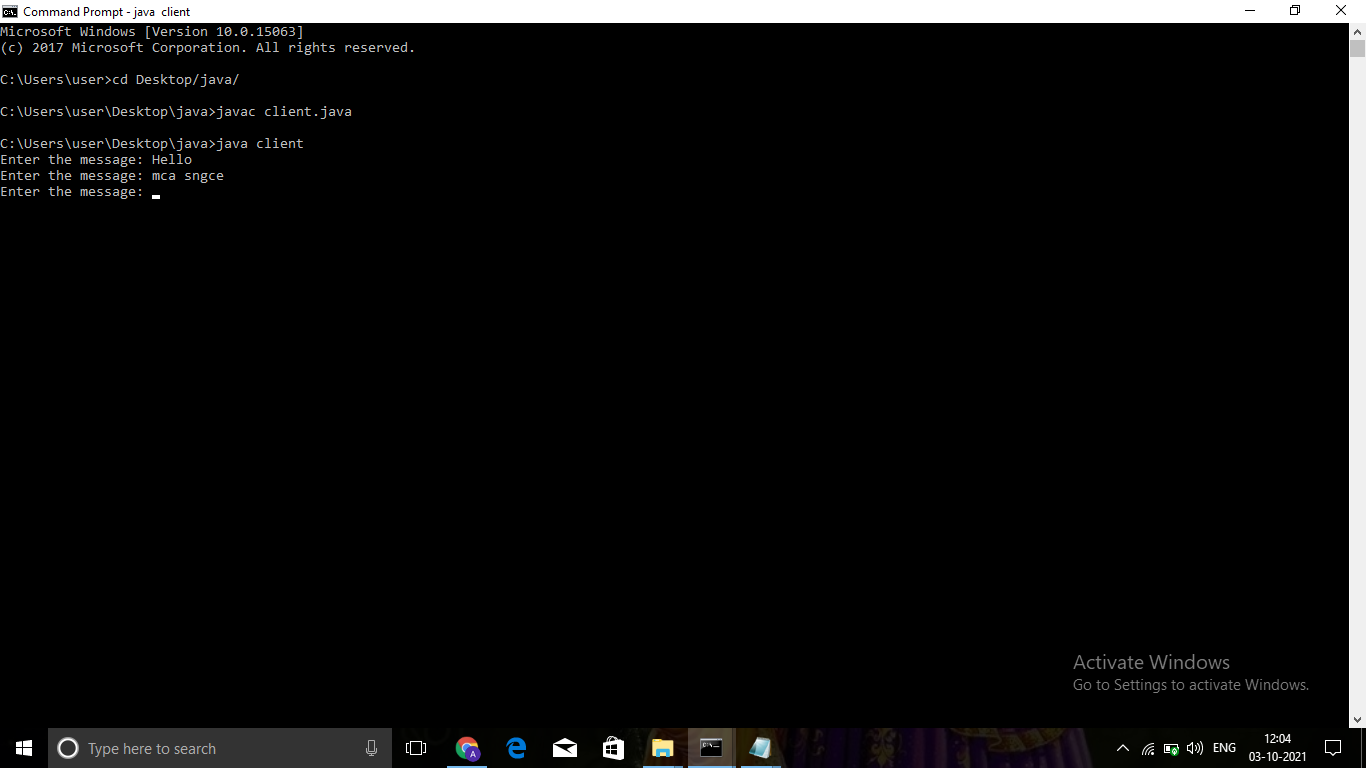 Command Prompt - java  client
Microsoft Windows [Version 10.0.15063]
(c) 2017 Microsoft Corporation. All rights reserved.
C:\Users\user>cd Desktop/java/
C:\Users\user\Desktop\java>javac client.java
C:\Users\user\Desktop\java>java client
Enter the message: Hello
Enter the message: mca sngce
Enter the message:
Activate Windows
Go to Settings to activate Windows.
Type here to search
A
ENG
12:04
03-10-2021